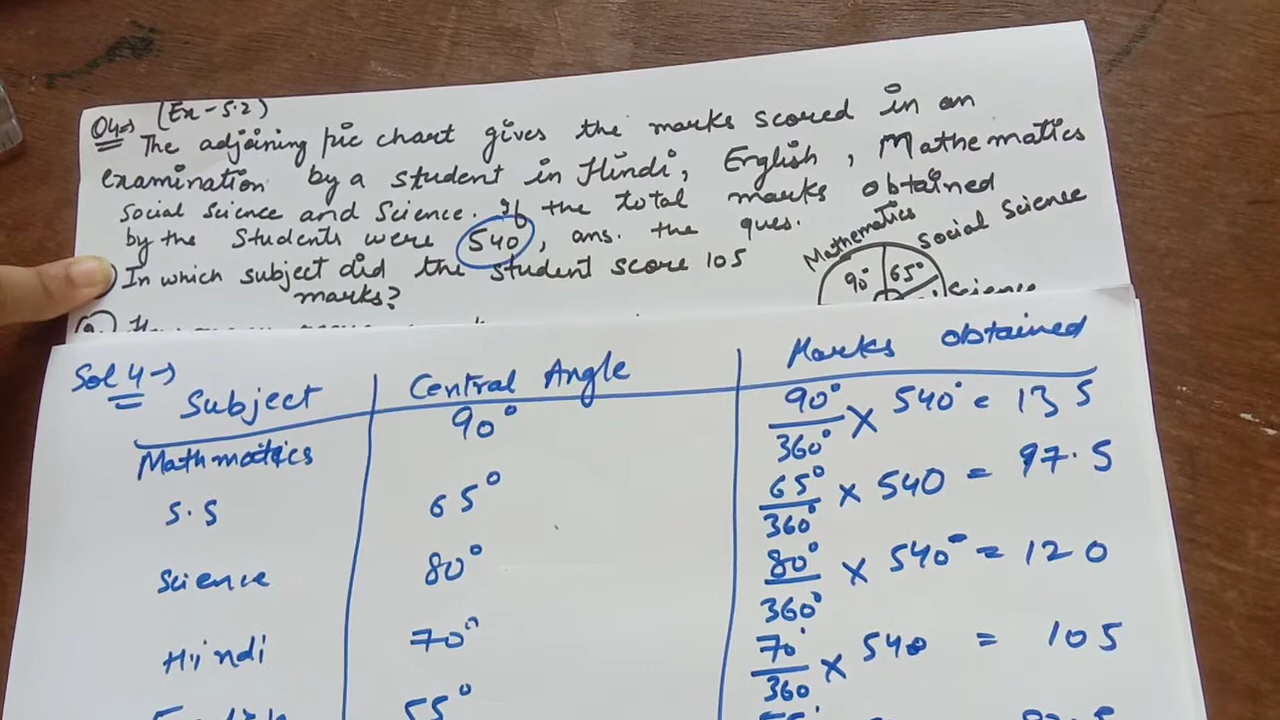 (Ex-5.2)
Q4⇒ The adjoining pie chart gives the marks scored in an
examination by a student in Hindi, English, Mathematics
Social Science and Science. If the total marks obtained
by the Students were 540, ans. the ques.
In which subject did the student score 105
marks?
Mathematics
Social Science
90°
65°
Science
Sol 4→
Subject Central Angle Marks obtained
Mathmatics 90° 90°/360° × 540° = 135
S.S 65° 65°/360° × 540 = 97.5
Science 80° 80°/360° × 540° = 120
Hindi 70° 70°/360 × 540 = 105
55°